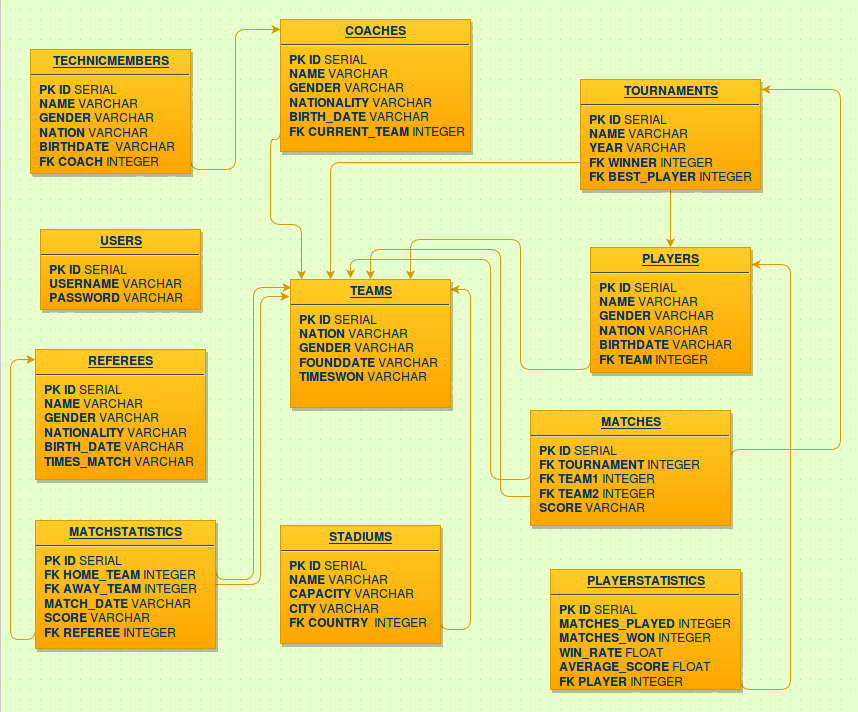 TECHNICMEMBERS
PK ID SERIAL
NAME VARCHAR
GENDER VARCHAR
NATION VARCHAR
BIRTHDATE VARCHAR
FK COACH INTEGER
COACHES
PK ID SERIAL
NAME VARCHAR
GENDER VARCHAR
NATIONALITY VARCHAR
BIRTH_DATE VARCHAR
FK CURRENT_TEAM INTEGER
TOURNAMENTS
PK ID SERIAL
NAME VARCHAR
YEAR VARCHAR
FK WINNER INTEGER
FK BEST_PLAYER INTEGER
USERS
PK ID SERIAL
USERNAME VARCHAR
PASSWORD VARCHAR
TEAMS
PK ID SERIAL
NATION VARCHAR
GENDER VARCHAR
FOUNDDATE VARCHAR
TIMESWON VARCHAR
PLAYERS
PK ID SERIAL
NAME VARCHAR
GENDER VARCHAR
NATION VARCHAR
BIRTHDATE VARCHAR
FK TEAM INTEGER
REFEREES
PK ID SERIAL
NAME VARCHAR
GENDER VARCHAR
NATIONALITY VARCHAR
BIRTH_DATE VARCHAR
TIMES_MATCH VARCHAR
MATCHES
PK ID SERIAL
FK TOURNAMENT INTEGER
FK TEAM1 INTEGER
FK TEAM2 INTEGER
SCORE VARCHAR
MATCHSTATISTICS
PK ID SERIAL
FK HOME_TEAM INTEGER
FK AWAY_TEAM INTEGER
MATCH_DATE VARCHAR
SCORE VARCHAR
FK REFEREE INTEGER
STADIUMS
PK ID SERIAL
NAME VARCHAR
CAPACITY VARCHAR
CITY VARCHAR
FK COUNTRY INTEGER
PLAYERSTATISTICS
PK ID SERIAL
MATCHES_PLAYED INTEGER
MATCHES_WON INTEGER
WIN_RATE FLOAT
AVERAGE_SCORE FLOAT
FK PLAYER INTEGER